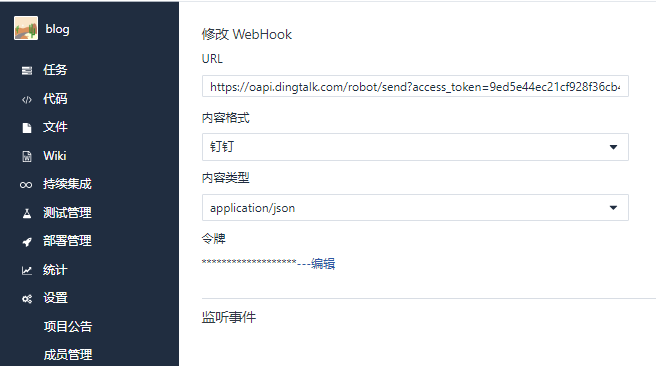 blog
任务
代码
文件
Wiki
持续集成
测试管理
部署管理
统计
设置
项目公告
成员管理
修改 WebHook
URL
https://oapi.dingtalk.com/robot/send?access_token=9ed5e44ec21cf928f36cb4
内容格式
钉钉
内容类型
application/json
令牌
*******************---编辑
监听事件